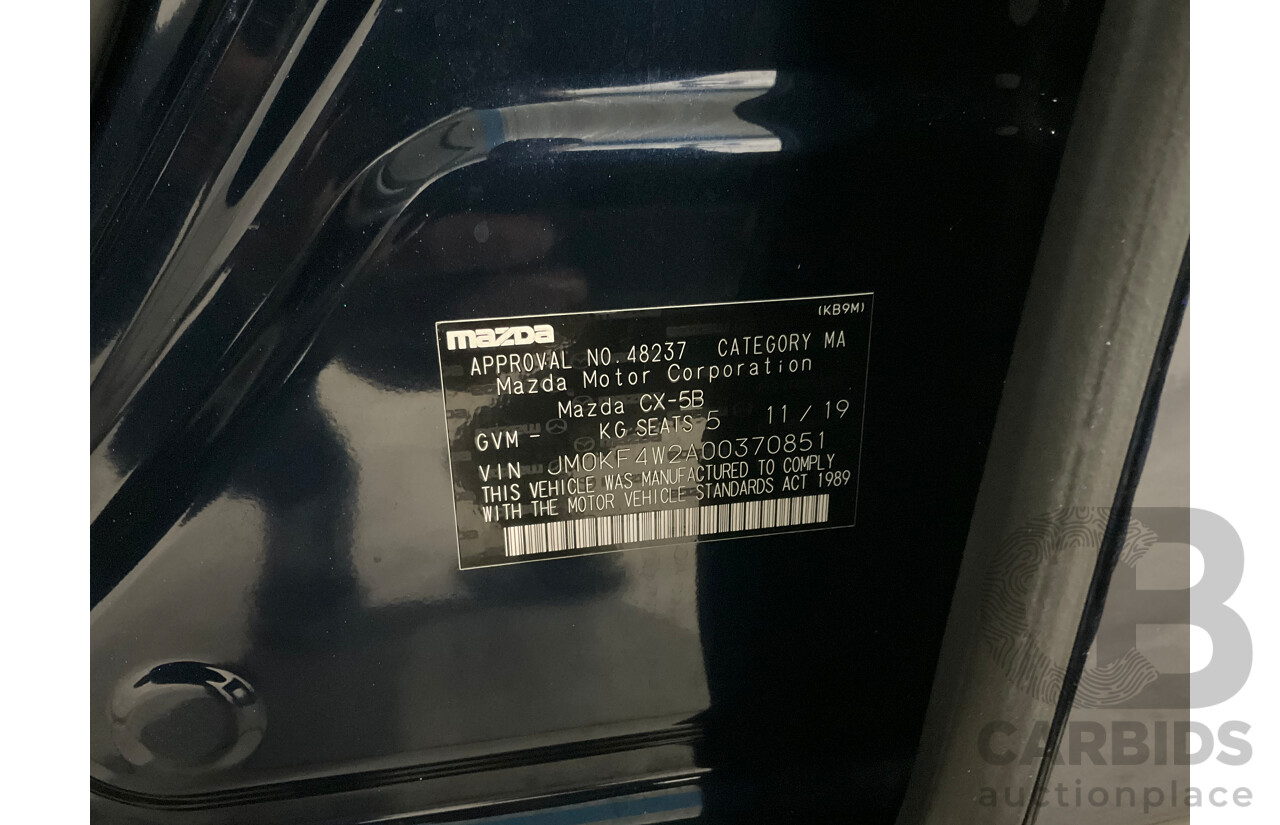 mazda (KB9M)
APPROVAL NO.48237 CATEGORY MA
Mazda Motor Corporation
Mazda CX-5B
GVM - KG SEATS 5 11 / 19
VIN JM0KF4W2A00370851
THIS VEHICLE WAS MANUFACTURED TO COMPLY
WITH THE MOTOR VEHICLE STANDARDS ACT 1989
CB
CARBIDS
auctionplace